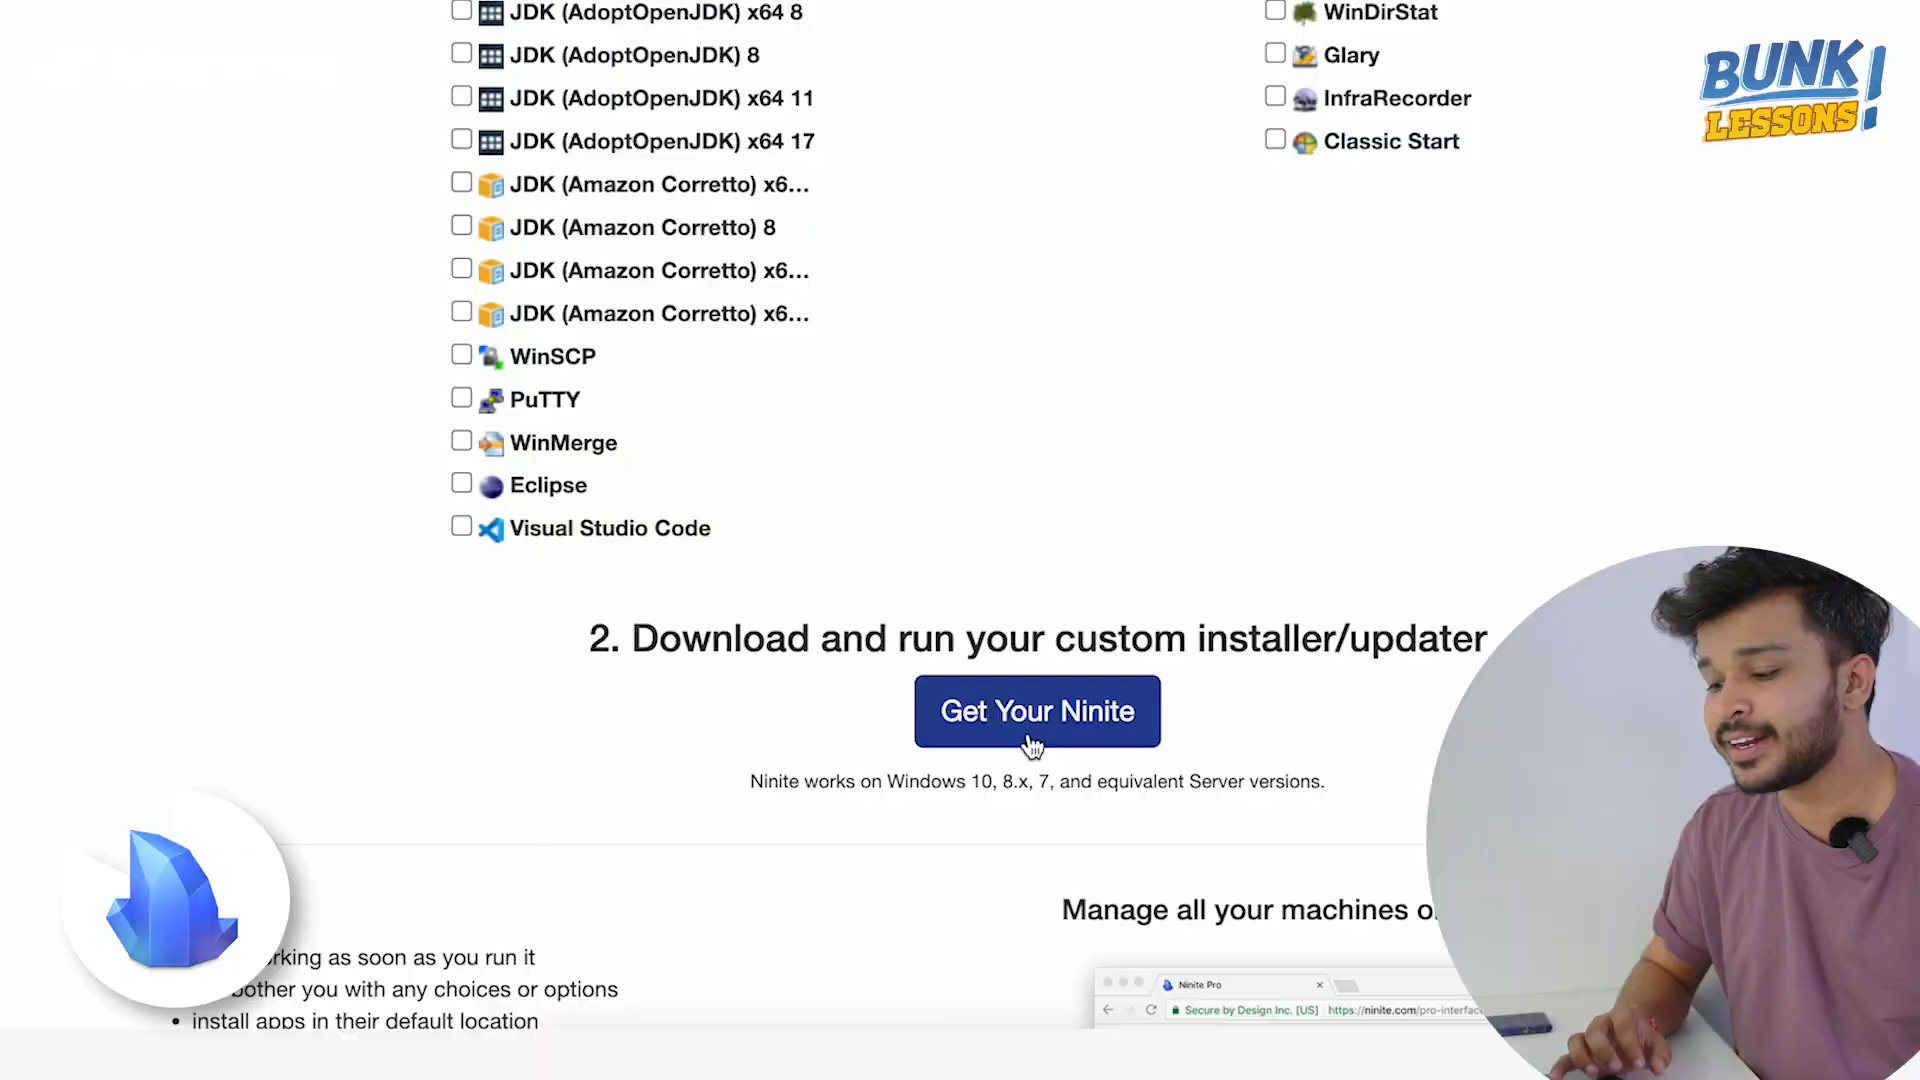 JDK (AdoptOpenJDK) x64 8
JDK (AdoptOpenJDK) 8
JDK (AdoptOpenJDK) x64 11
JDK (AdoptOpenJDK) x64 17
JDK (Amazon Corretto) x6...
JDK (Amazon Corretto) 8
JDK (Amazon Corretto) x6...
JDK (Amazon Corretto) x6...
WinSCP
PuTTY
WinMerge
Eclipse
Visual Studio Code
WinDirStat
Glary
InfraRecorder
Classic Start
BUNK
LESSONS!
2. Download and run your custom installer/updater
Get Your Ninite
Ninite works on Windows 10, 8.x, 7, and equivalent Server versions.
as soon as you run it
bother you with any choices or options
• install apps in their default location
Manage all your machines
Ninite Pro
Secure by Design Inc. [US] https://ninite.com/pro-interface